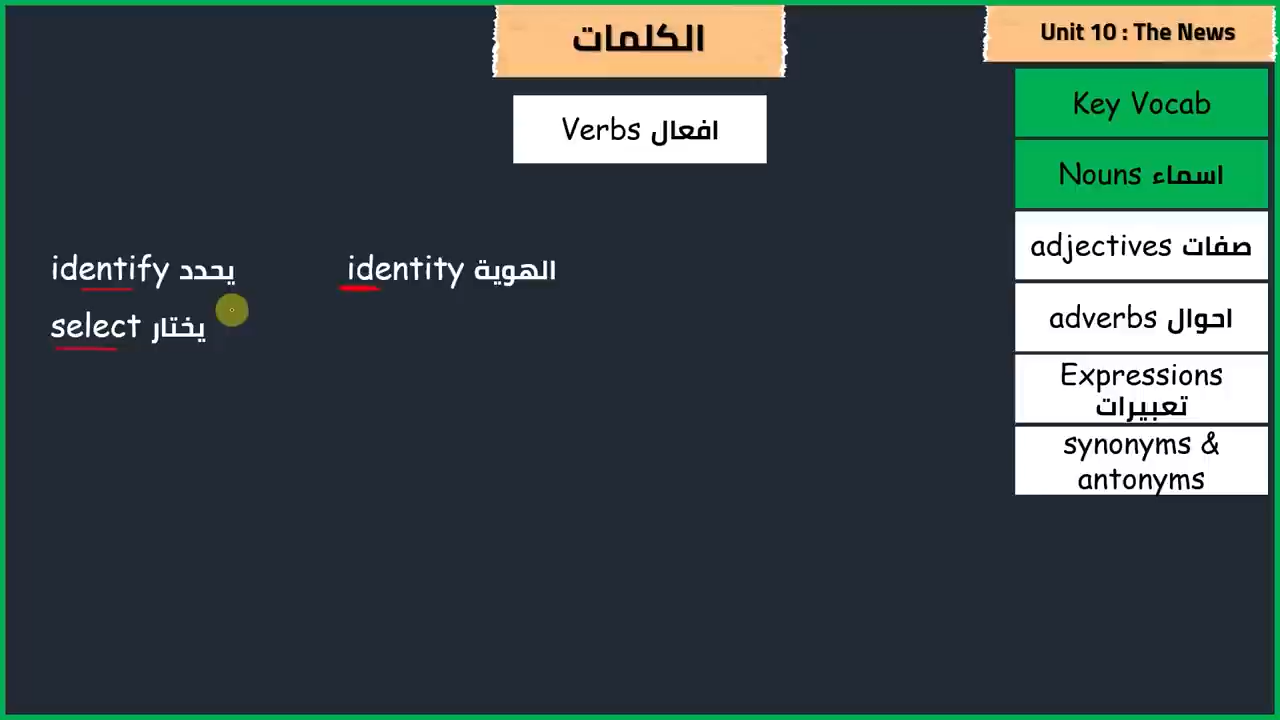 الكلمات
Unit 10 : The News
Verbs افعال
Key Vocab
Nouns اسماء
adjectives صفات
adverbs احوال
Expressions
تعبيرات
synonyms &
antonyms
identify يحدد
identity الهوية
select يختار